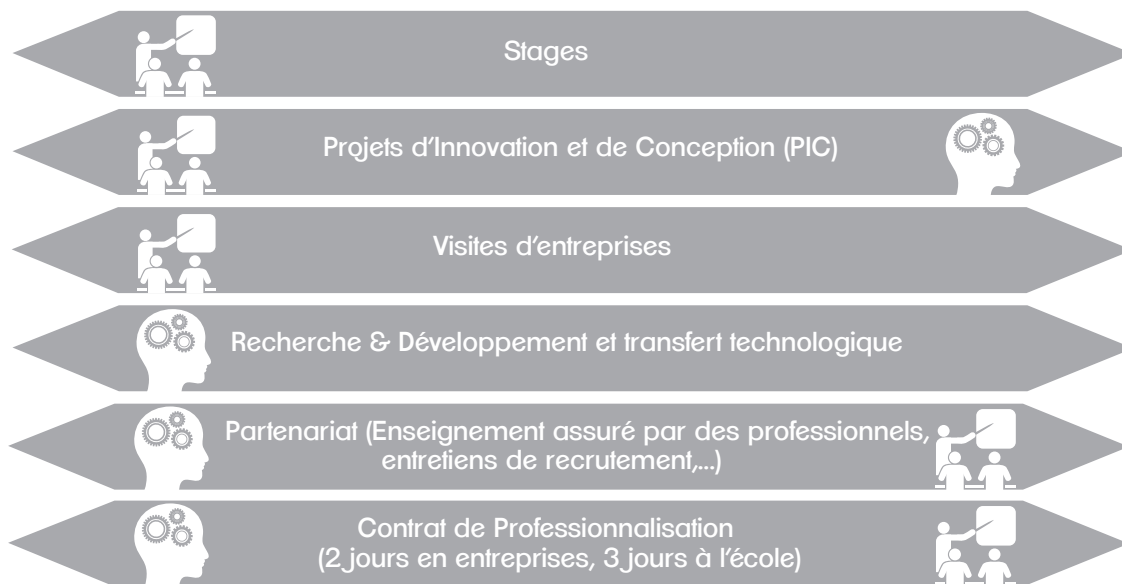 Stages
Projets d'Innovation et de Conception (PIC)
Visites d'entreprises
Recherche & Développement et transfert technologique
Partenariat (Enseignement assuré par des professionnels,
entretiens de recrutement,...)
Contrat de Professionnalisation
(2 jours en entreprises, 3 jours à l'école)